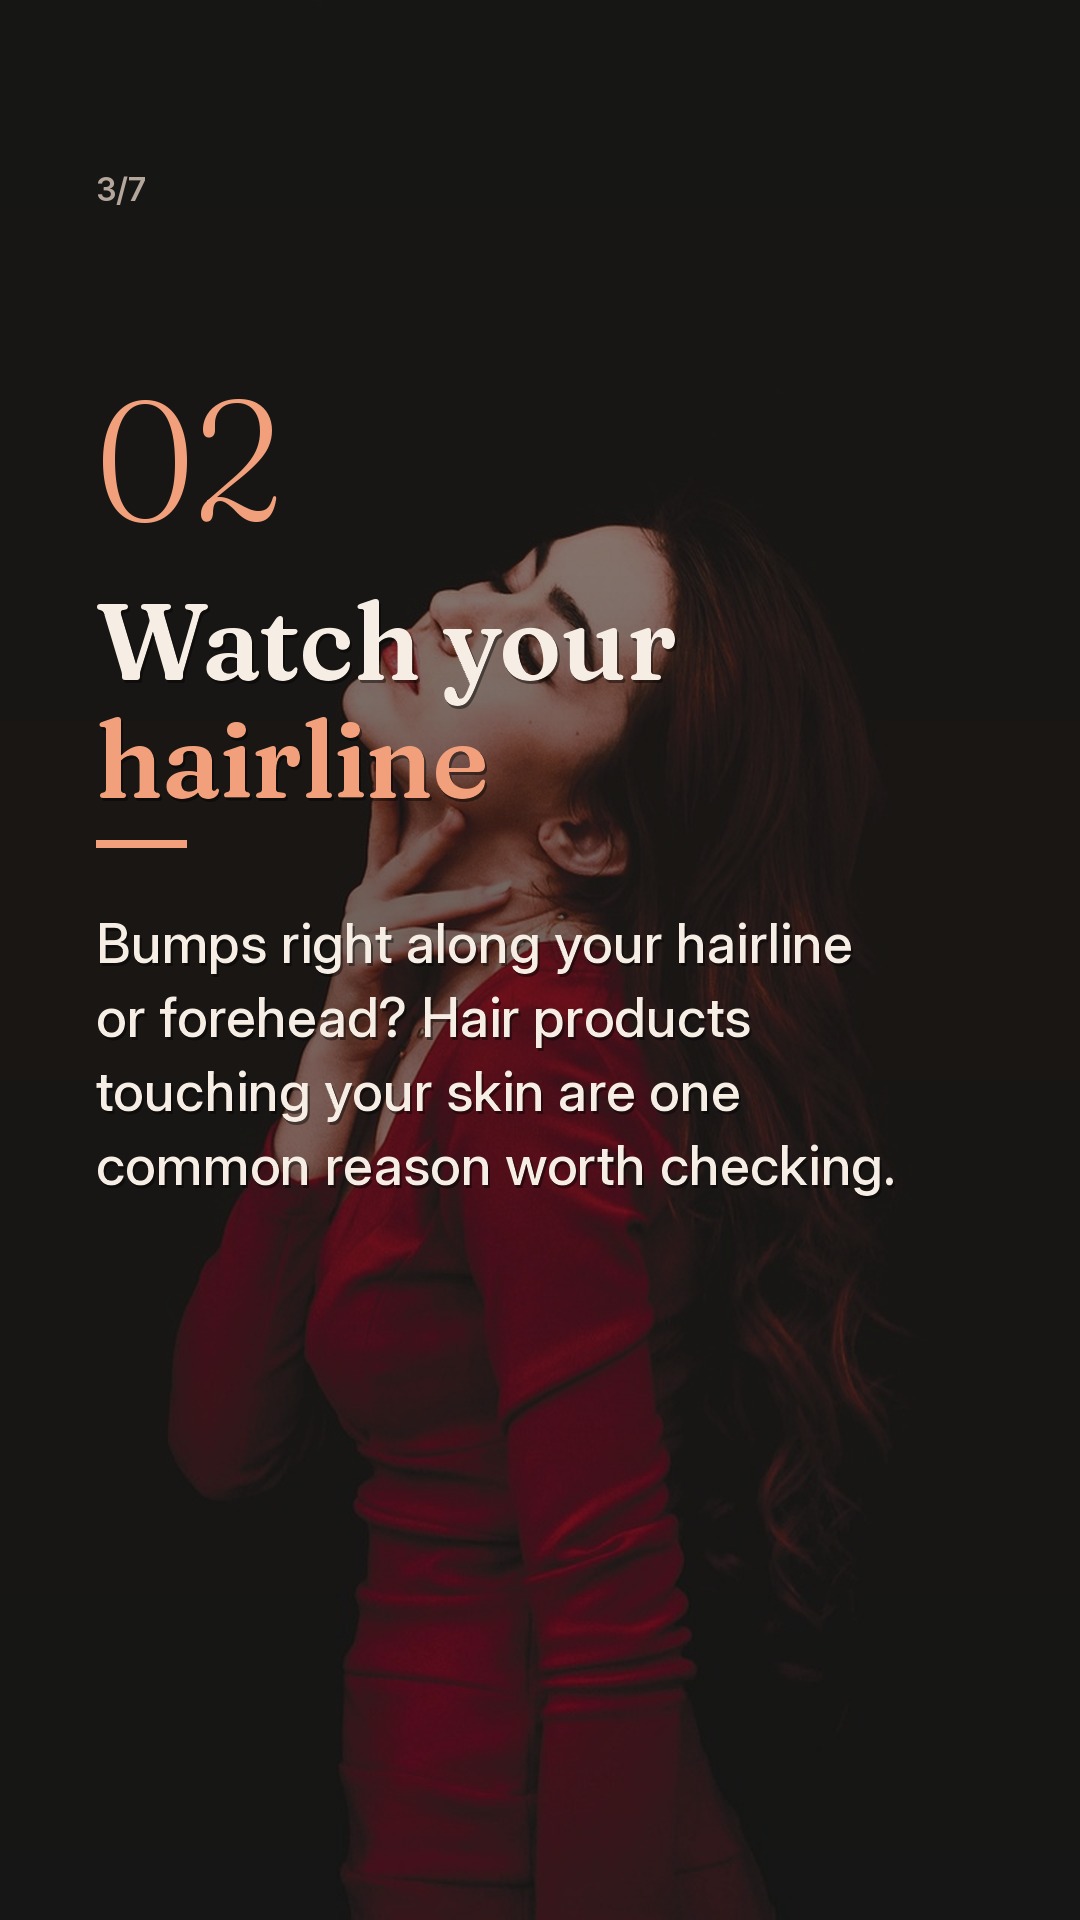 3/7
02
Watch your
hairline
Bumps right along your hairline
or forehead? Hair products
touching your skin are one
common reason worth checking.